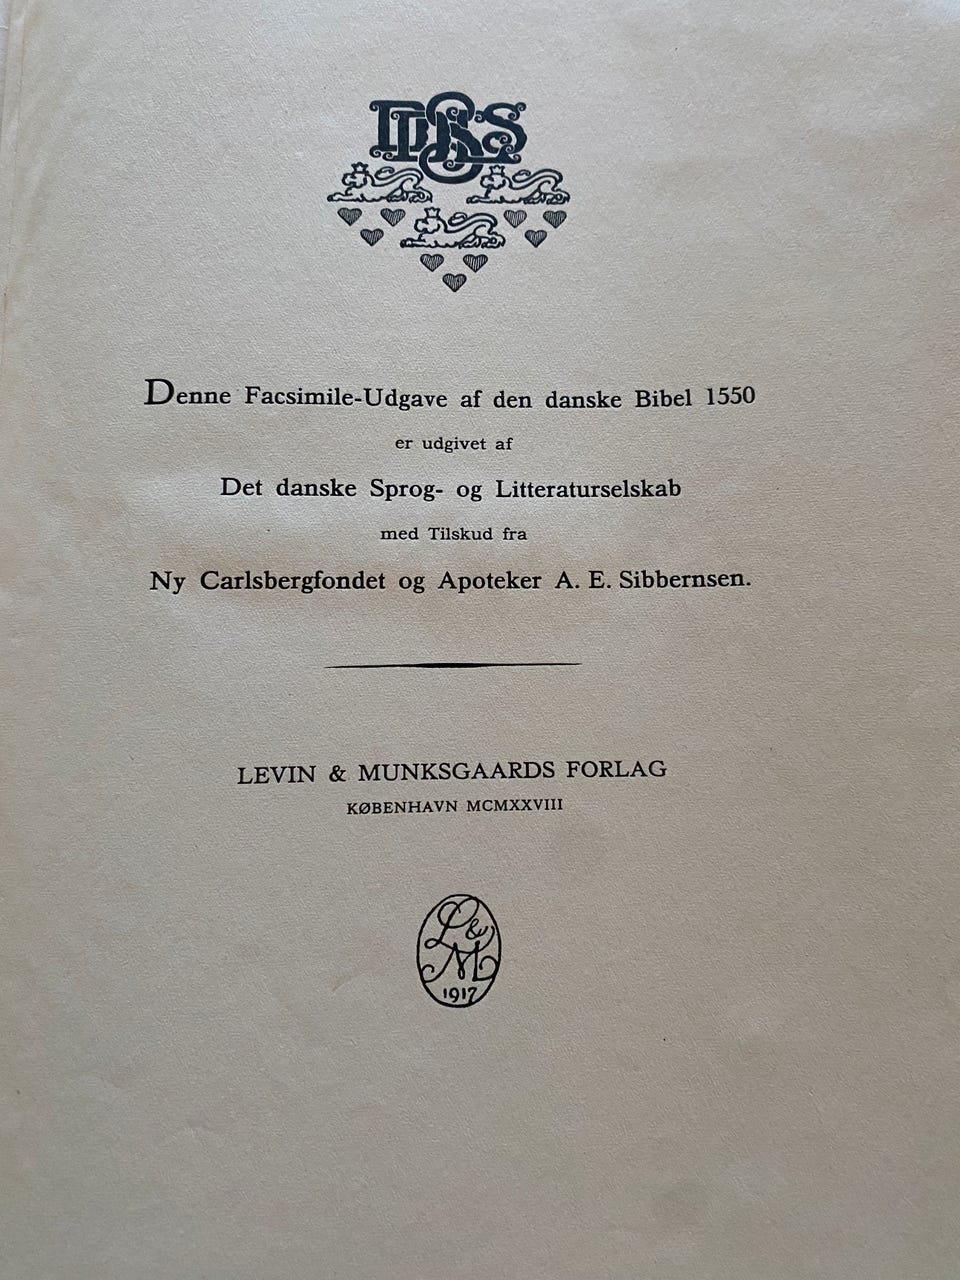 DDSLS
Denne Facsimile-Udgave af den danske Bibel 1550
er udgivet af
Det danske Sprog- og Litteraturselskab
med Tilskud fra
Ny Carlsbergfondet og Apoteker A. E. Sibbernsen.
LEVIN & MUNKSGAARDS FORLAG
KØBENHAVN MCMXXVIII
L &
M
1917